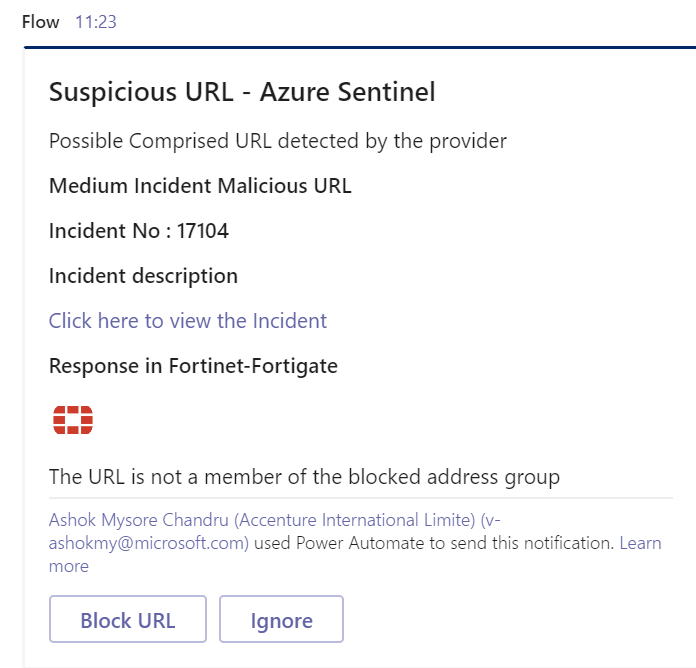 Flow 11:23
Suspicious URL - Azure Sentinel
Possible Comprised URL detected by the provider
Medium Incident Malicious URL
Incident No : 17104
Incident description
Click here to view the Incident
Response in Fortinet-Fortigate
The URL is not a member of the blocked address group
Ashok Mysore Chandru (Accenture International Limite) (v-
ashokmy@microsoft.com) used Power Automate to send this notification. Learn
more
Block URL Ignore